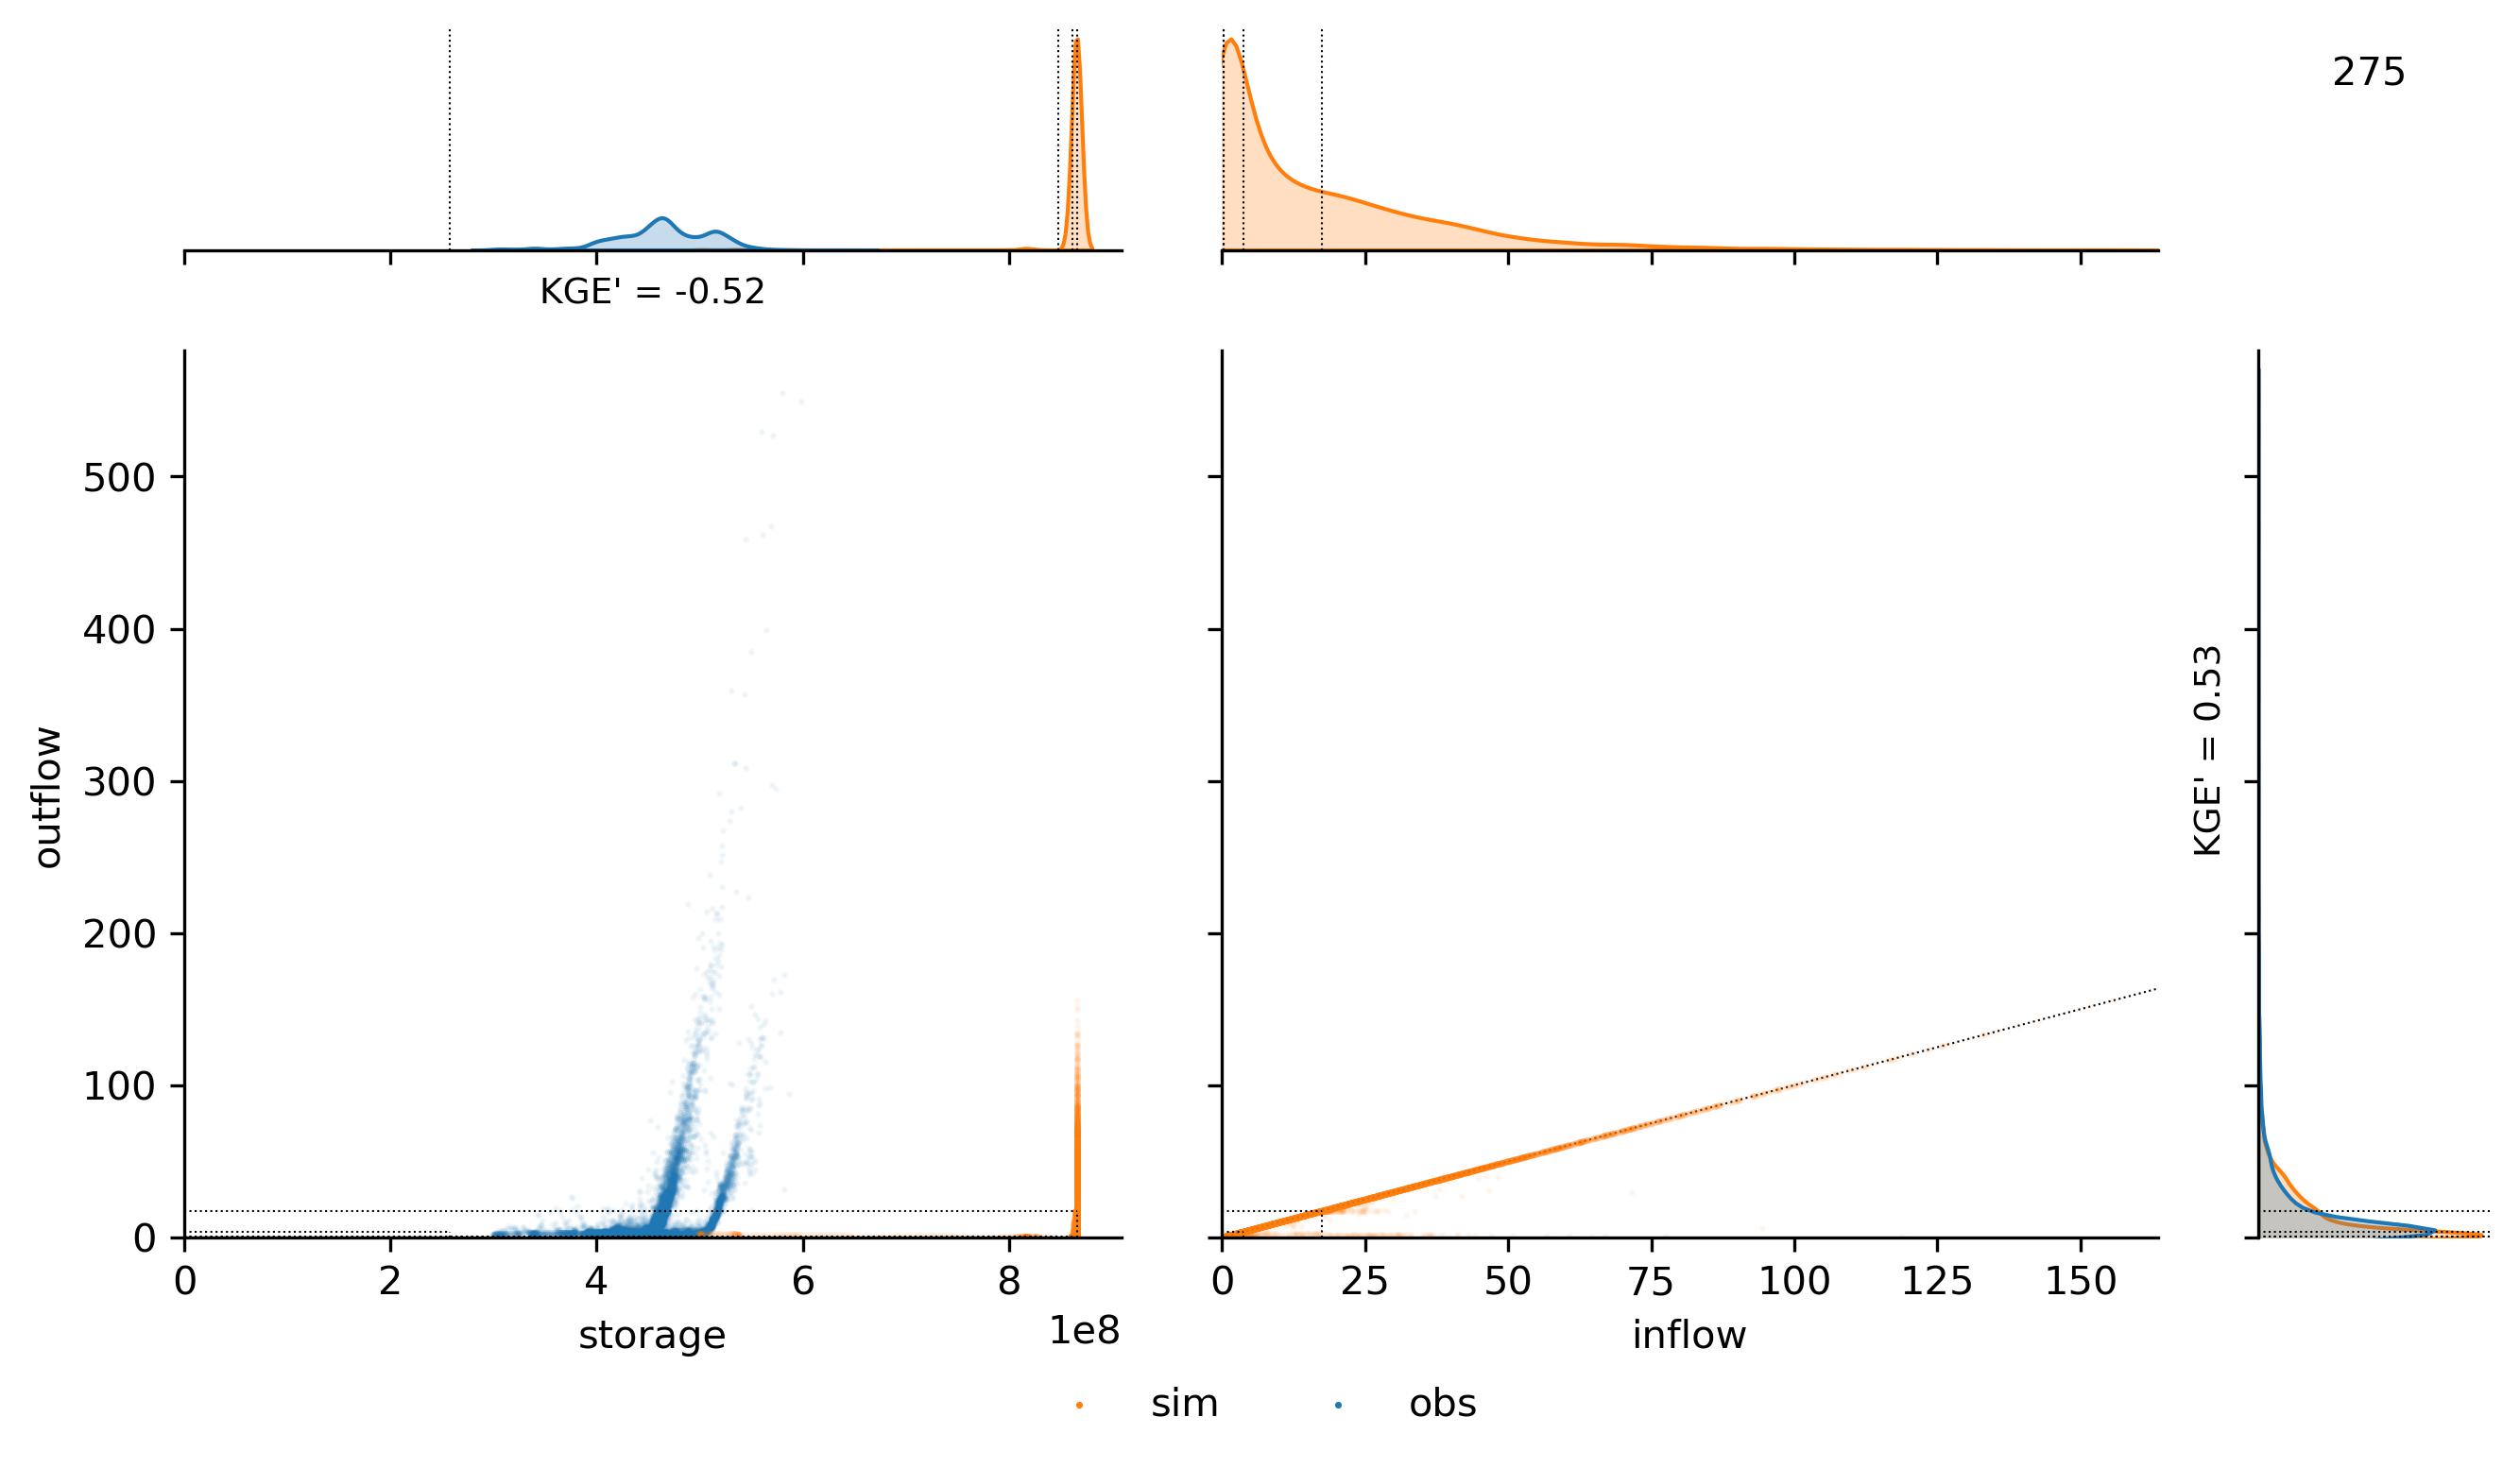 275
KGE' = -0.52
outflow
500
400
300
200
100
0
KGE' = 0.53
0 2 4 6 8
1e8
storage
0 25 50 75 100 125 150
inflow
sim obs